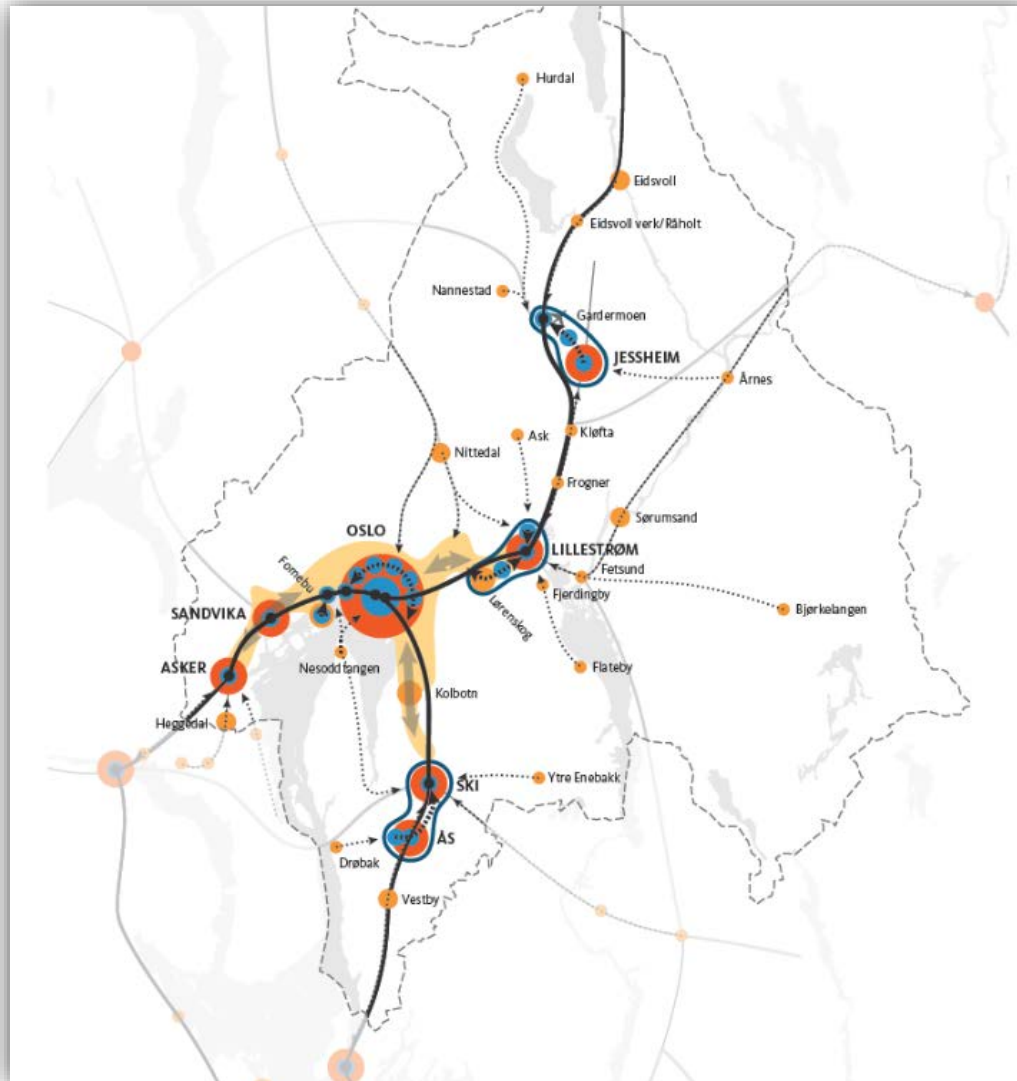 Hurdal
Eidsvoll
Eidsvoll verk/Råholt
Nannestad
Gardermoen
JESSHEIM
Årnes
Kløfta
Ask
Nittedal
Frogner
Sørumsand
OSLO
LILLESTRØM
Fetsund
Fornebu
Fjerdingby
Lørenskog
Bjørkelangen
SANDVIKA
Nesoddtangen
ASKER
Flateby
Kolbotn
Heggedal
SKI
Ytre Enebakk
ÅS
Drøbak
Vestby